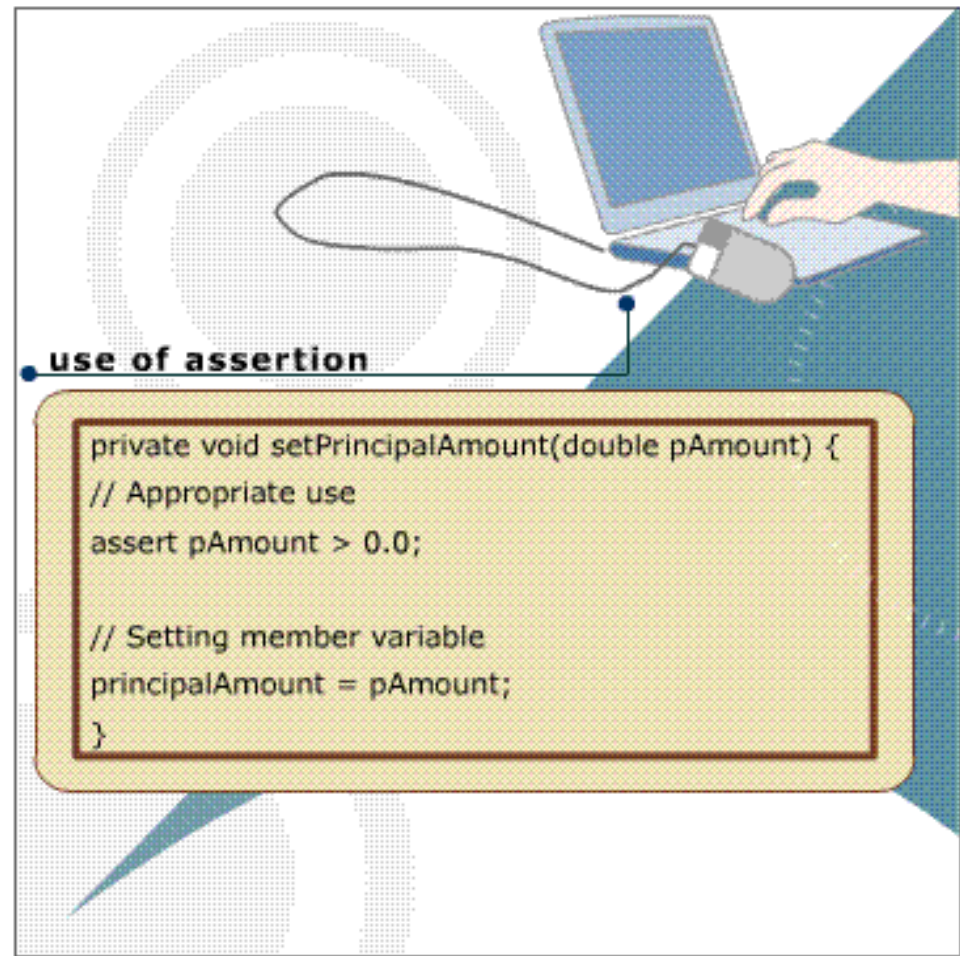 use of assertion
private void setPrincipalAmount(double pAmount) {
// Appropriate use
assert pAmount > 0.0;
// Setting member variable
principalAmount = pAmount;
}